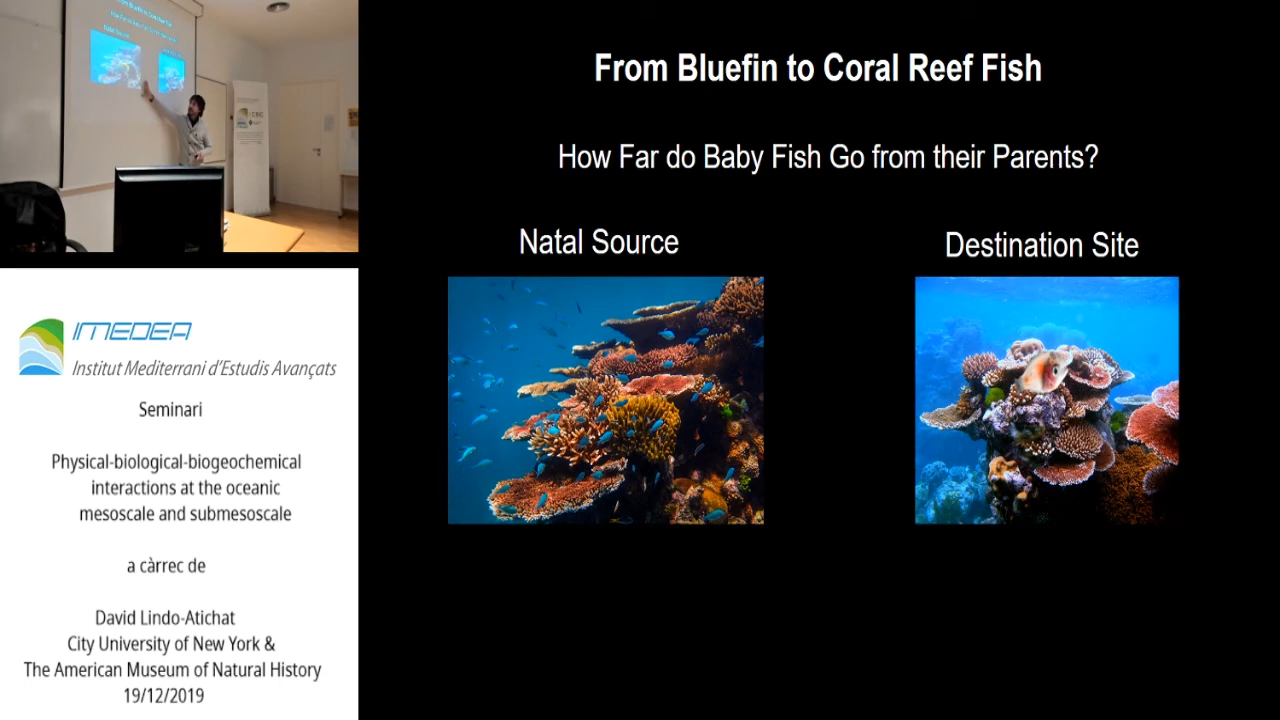 From Bluefin to Coral Reef Fish
How Far do Baby Fish Go from their Parents?
Natal Source
Destination Site
IMEDEA
Institut Mediterrani d'Estudis Avançats
Seminari
Physical-biological-biogeochemical
interactions at the oceanic
mesoscale and submesoscale
a càrrec de
David Lindo-Atichat
City University of New York &
The American Museum of Natural History
19/12/2019